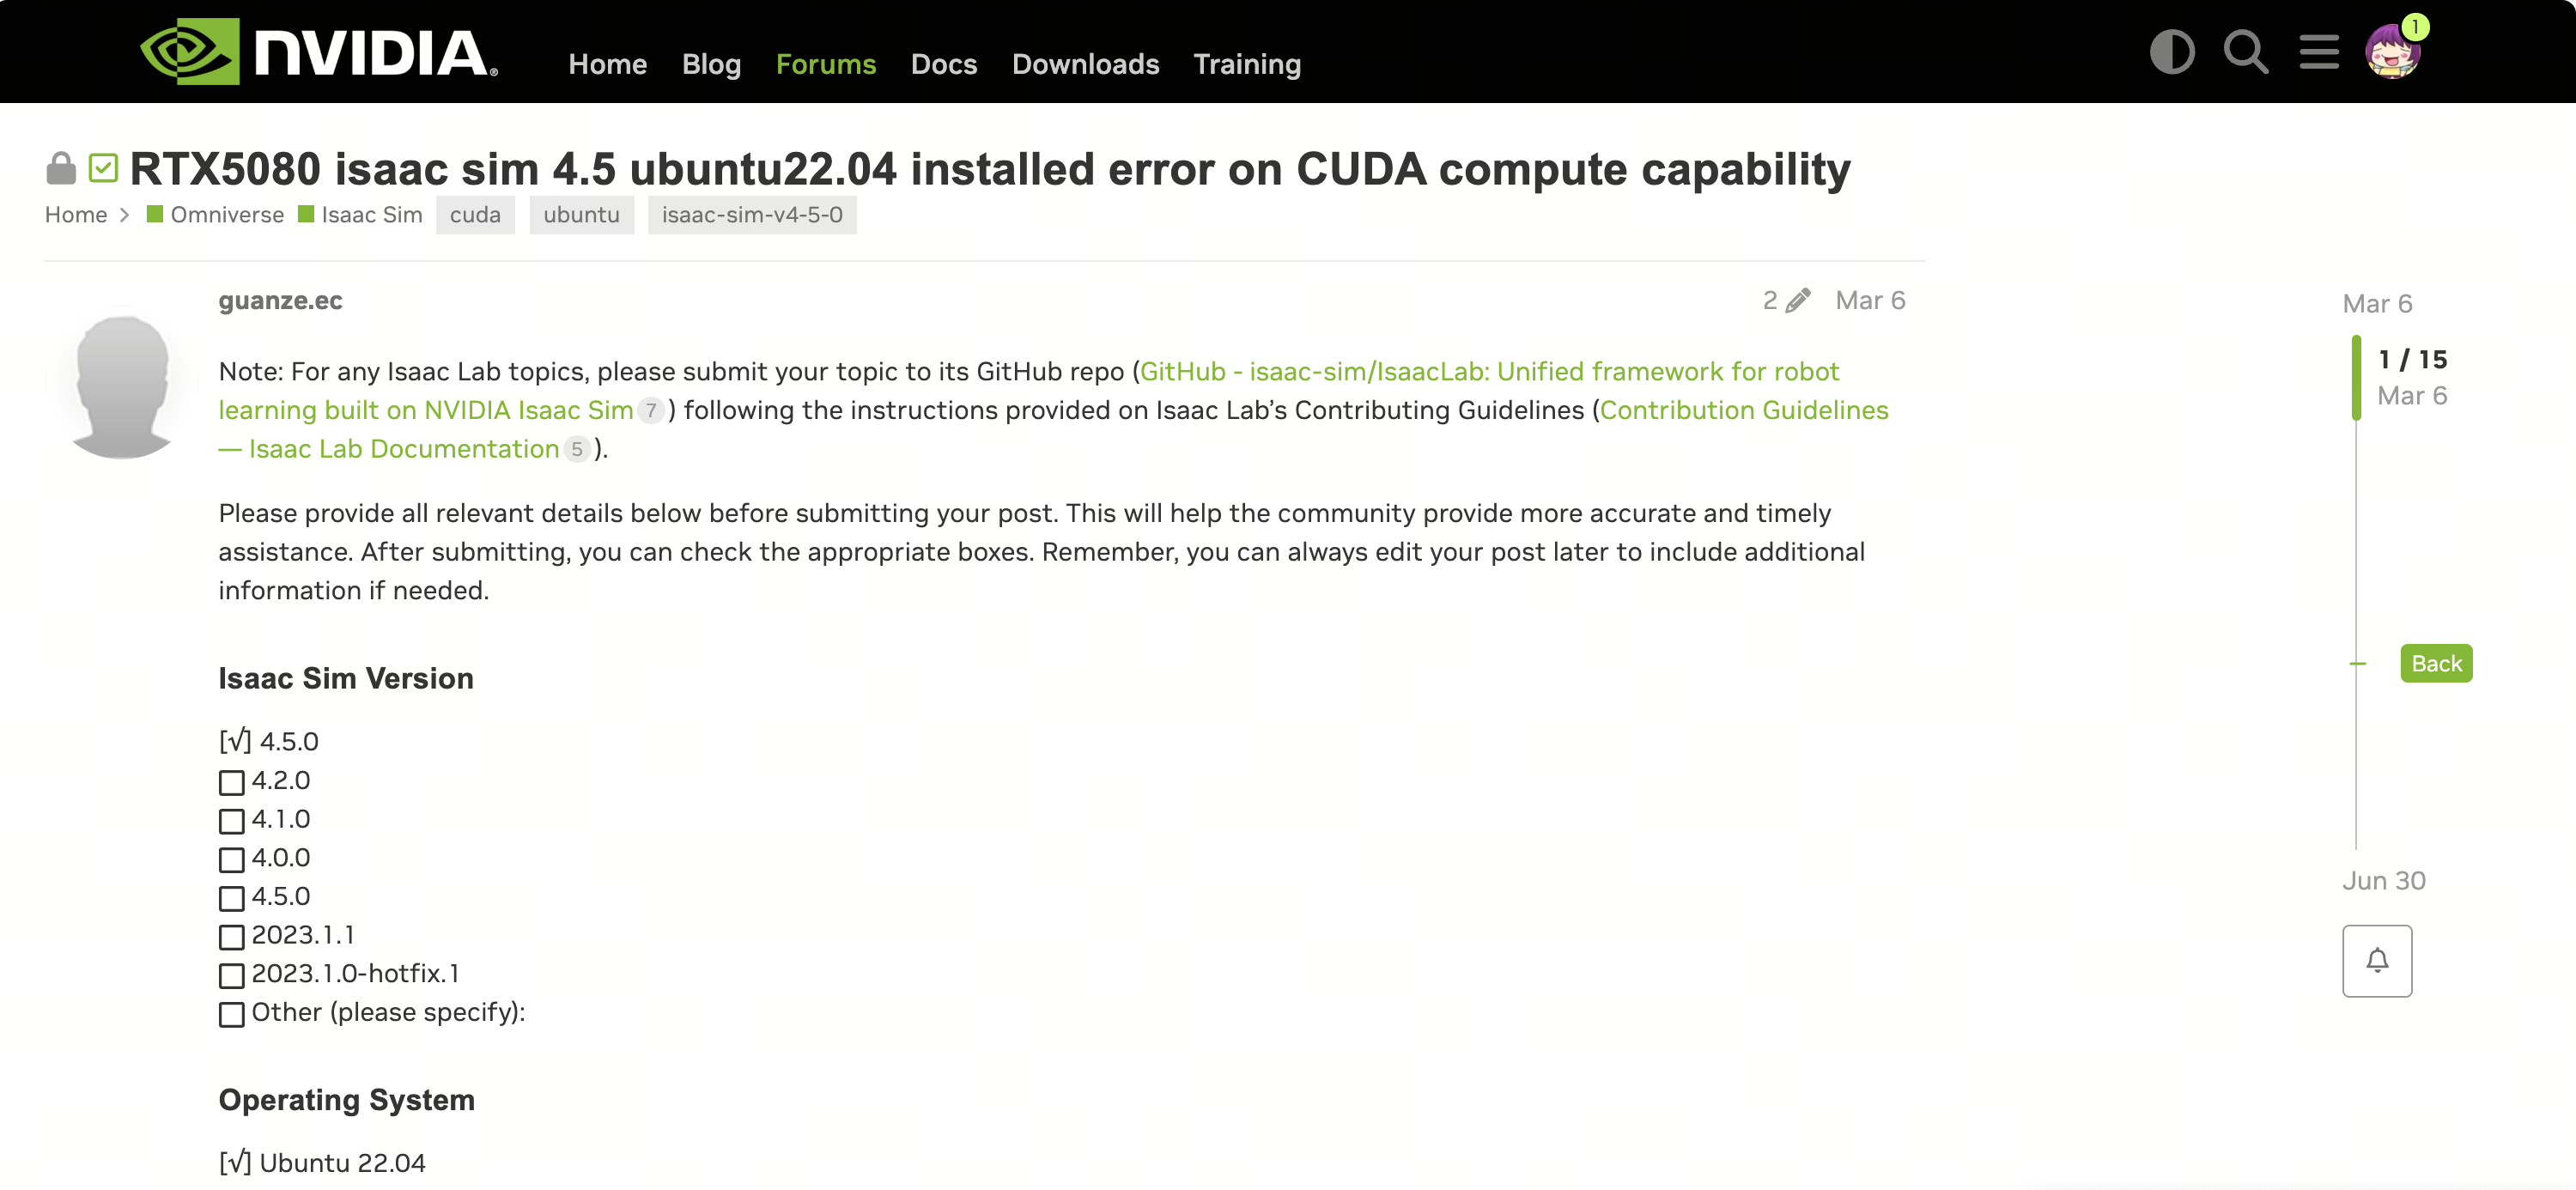 NVIDIA
Home Blog Forums Docs Downloads Training
1
RTX5080 isaac sim 4.5 ubuntu22.04 installed error on CUDA compute capability
Home > Omniverse Isaac Sim cuda ubuntu isaac-sim-v4-5-0
guanze.ec
2 Mar 6
Note: For any Isaac Lab topics, please submit your topic to its GitHub repo (GitHub - isaac-sim/IsaacLab: Unified framework for robot
learning built on NVIDIA Isaac Sim 7 ) following the instructions provided on Isaac Lab’s Contributing Guidelines (Contribution Guidelines
— Isaac Lab Documentation 5 ).
Please provide all relevant details below before submitting your post. This will help the community provide more accurate and timely
assistance. After submitting, you can check the appropriate boxes. Remember, you can always edit your post later to include additional
information if needed.
Isaac Sim Version
[√] 4.5.0
4.2.0
4.1.0
4.0.0
4.5.0
2023.1.1
2023.1.0-hotfix.1
Other (please specify):
Operating System
[√] Ubuntu 22.04
Mar 6
1 / 15
Mar 6
Back
Jun 30